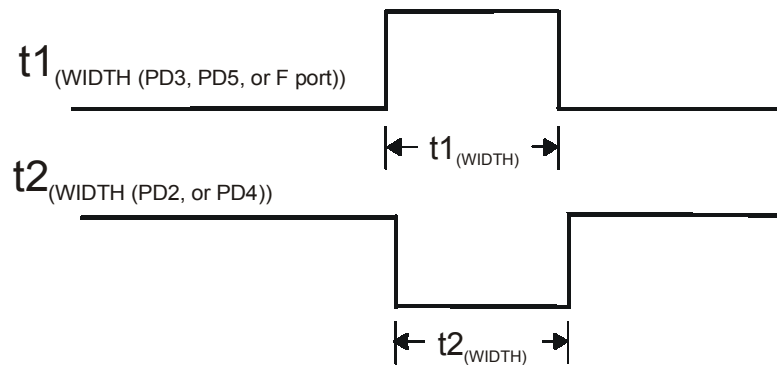 t1(WIDTH (PD3, PD5, or F port))
t1(WIDTH)
t2(WIDTH (PD2, or PD4))
t2(WIDTH)